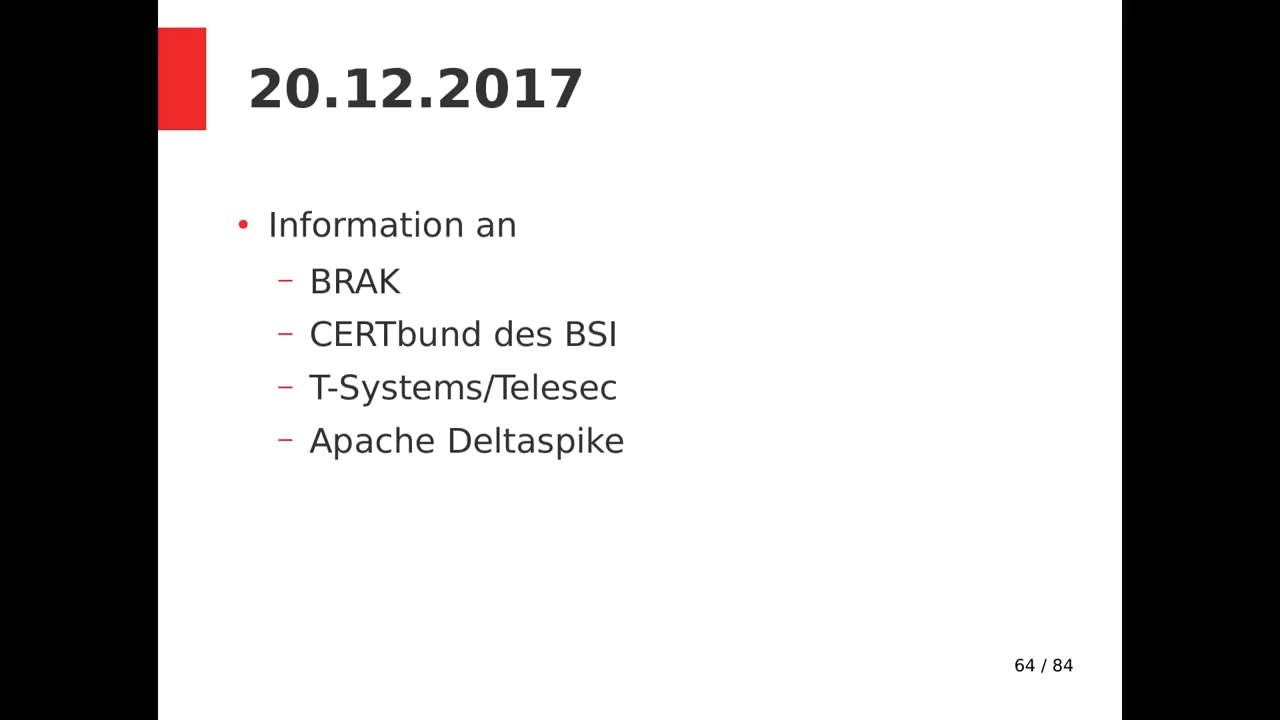 20.12.2017
• Information an
– BRAK
– CERTbund des BSI
– T-Systems/Telesec
– Apache Deltaspike
64 / 84